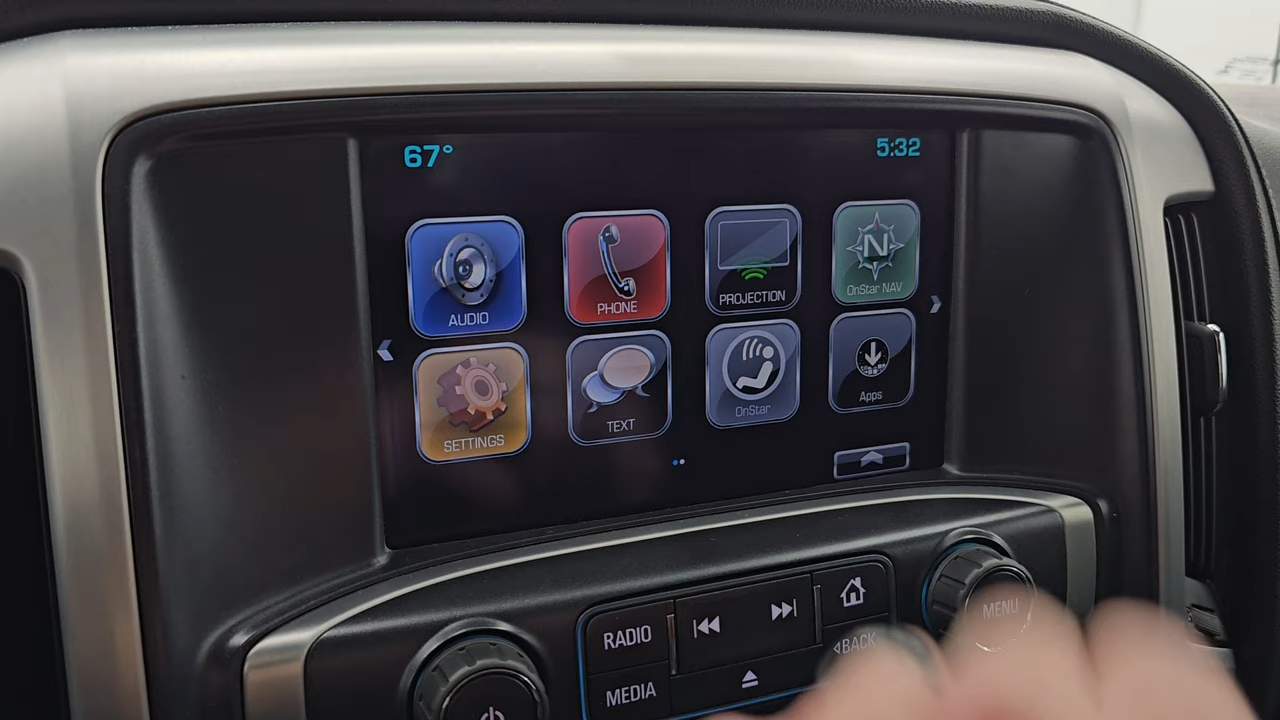 67°
5:32
AUDIO
PHONE
PROJECTION
N
OnStar NAV
SETTINGS
TEXT
OnStar
Apps
RADIO
MENU
BACK
MEDIA